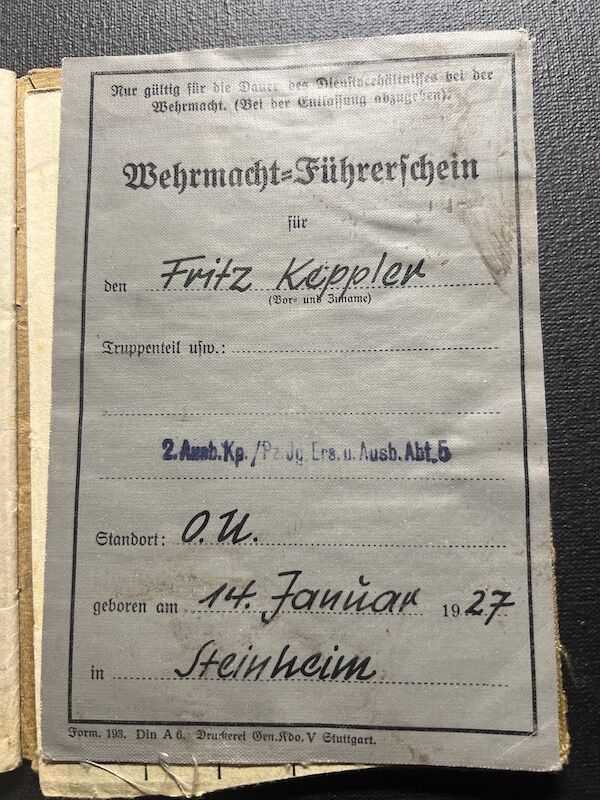 Nur gültig für die Dauer des Dienstverhältnisses bei der
Wehrmacht. (Bei der Entlassung abzugeben).
Wehrmacht=Führerschein
für
den Fritz Keppler
(Vor= und Zuname)
Truppenteil usw.:
2. Ausb. Kp. /Pz Jg. Ers. u. Ausb. Abt. 5
Standort: O.U.
geboren am 14. Januar 1927
in Steinheim
Form. 193. Din A 6. Druckerei Gen. Kdo. V Stuttgart.